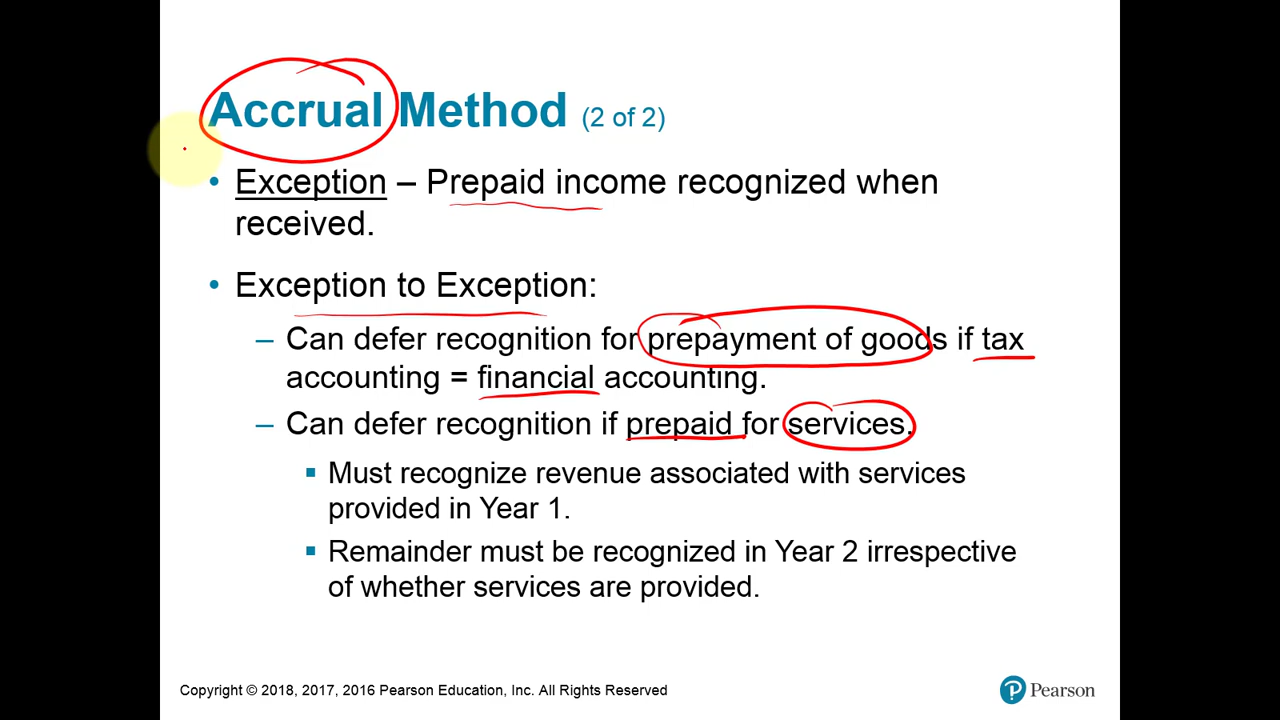 Accrual Method (2 of 2)
• Exception – Prepaid income recognized when
received.
• Exception to Exception:
– Can defer recognition for prepayment of goods if tax
accounting = financial accounting.
– Can defer recognition if prepaid for services.
▪ Must recognize revenue associated with services
provided in Year 1.
▪ Remainder must be recognized in Year 2 irrespective
of whether services are provided.
Copyright © 2018, 2017, 2016 Pearson Education, Inc. All Rights Reserved
P Pearson